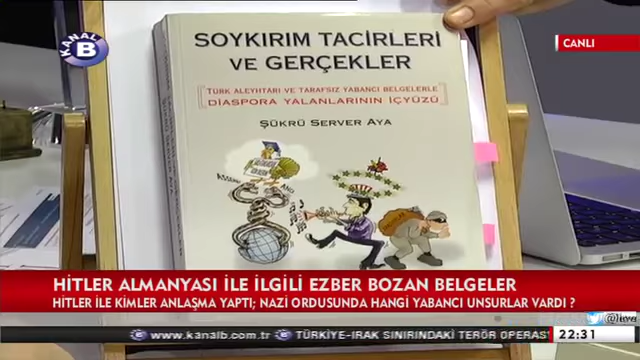 KANAL B
CANLI
SOYKIRIM TACİRLERİ
VE GERÇEKLER
TÜRK ALEYHTARI VE TARAFSIZ YABANCI BELGELERLE
DİASPORA YALANLARININ İÇYÜZÜ
ŞÜKRÜ SERVER AYA
HİTLER ALMANYASI İLE İLGİLİ EZBER BOZAN BELGELER
HİTLER İLE KİMLER ANLAŞMA YAPTI; NAZİ ORDUSUNDA HANGİ YABANCI UNSURLAR VARDI ?
B www.kanalb.com.tr B TÜRKİYE-IRAK SINIRINDAKİ TERÖR OPERAS
22:31